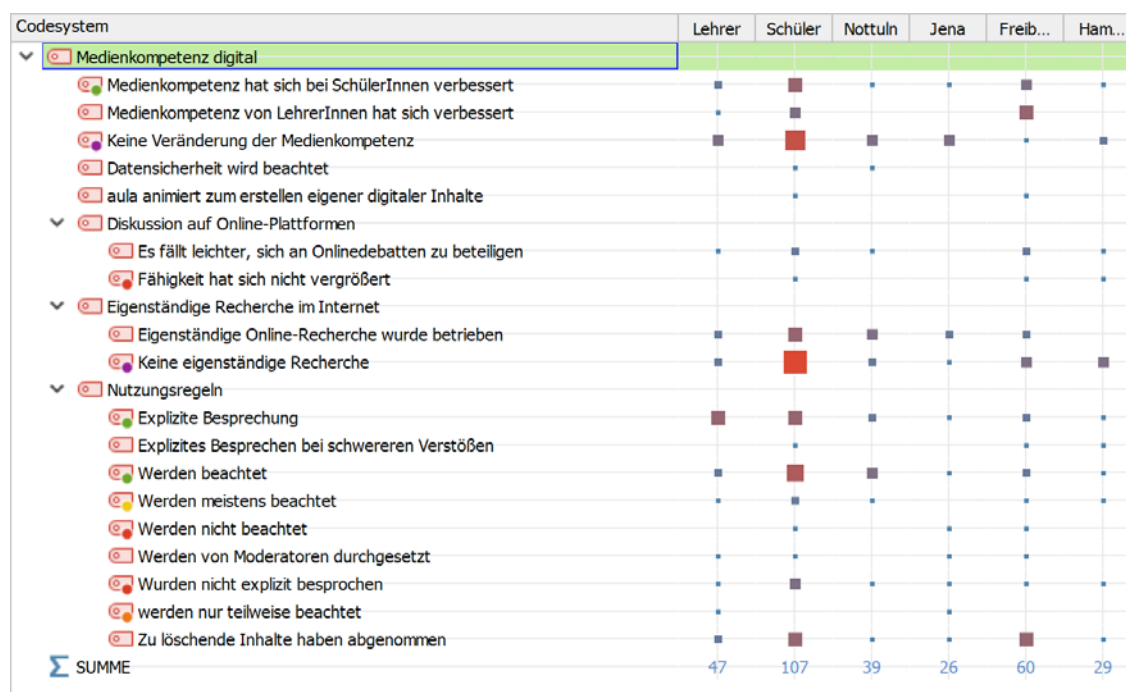 Codesystem Lehrer Schüler Nottuln Jena Freib... Ham...
Medienkompetenz digital
Medienkompetenz hat sich bei SchülerInnen verbessert
Medienkompetenz von LehrerInnen hat sich verbessert
Keine Veränderung der Medienkompetenz
Datensicherheit wird beachtet
aula animiert zum erstellen eigener digitaler Inhalte
Diskussion auf Online-Plattformen
Es fällt leichter, sich an Onlinedebatten zu beteiligen
Fähigkeit hat sich nicht vergrößert
Eigenständige Recherche im Internet
Eigenständige Online-Recherche wurde betrieben
Keine eigenständige Recherche
Nutzungsregeln
Explizite Besprechung
Explizites Besprechen bei schwereren Verstößen
Werden beachtet
Werden meistens beachtet
Werden nicht beachtet
Werden von Moderatoren durchgesetzt
Wurden nicht explizit besprochen
werden nur teilweise beachtet
Zu löschende Inhalte haben abgenommen
Σ SUMME 47 107 39 26 60 29